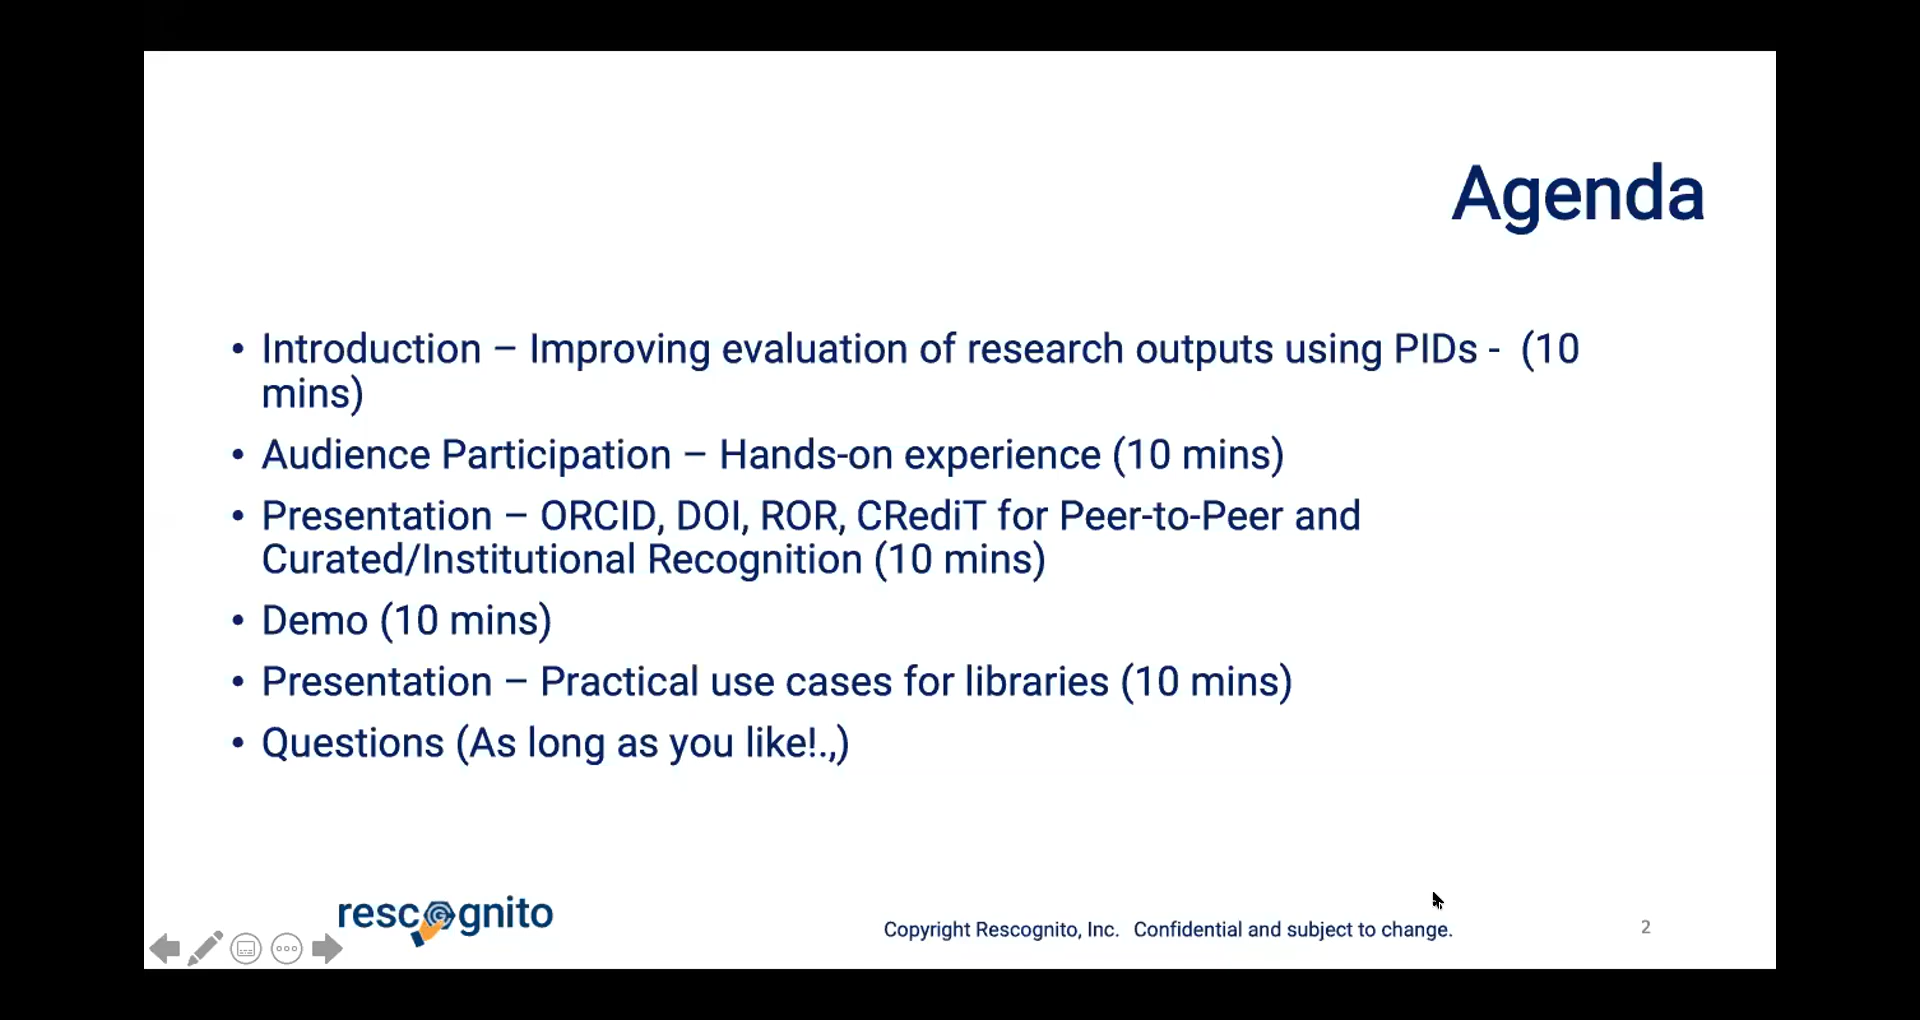 Agenda
• Introduction – Improving evaluation of research outputs using PIDs - (10
mins)
• Audience Participation – Hands-on experience (10 mins)
• Presentation – ORCID, DOI, ROR, CRediT for Peer-to-Peer and
Curated/Institutional Recognition (10 mins)
• Demo (10 mins)
• Presentation – Practical use cases for libraries (10 mins)
• Questions (As long as you like!.,)
rescognito
Copyright Rescognito, Inc. Confidential and subject to change.
2